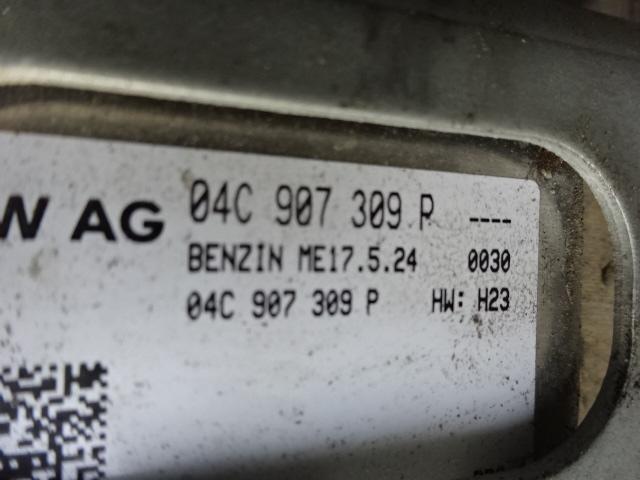 W AG 04C 907 309 P ----
BENZIN ME17.5.24 0030
04C 907 309 P HW: H23